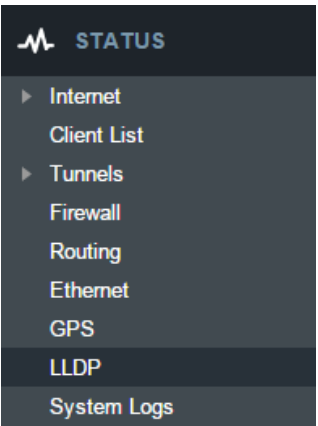 STATUS
Internet
Client List
Tunnels
Firewall
Routing
Ethernet
GPS
LLDP
System Logs